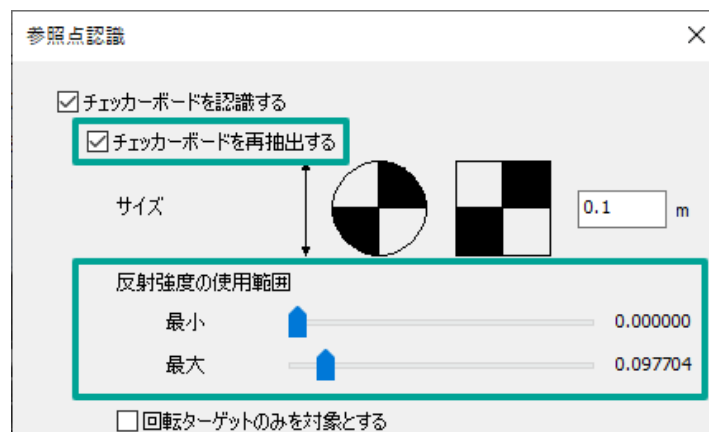 参照点認識
チェッカーボードを認識する
チェッカーボードを再抽出する
サイズ 0.1 m
反射強度の使用範囲
最小 0.000000
最大 0.097704
回転ターゲットのみを対象とする